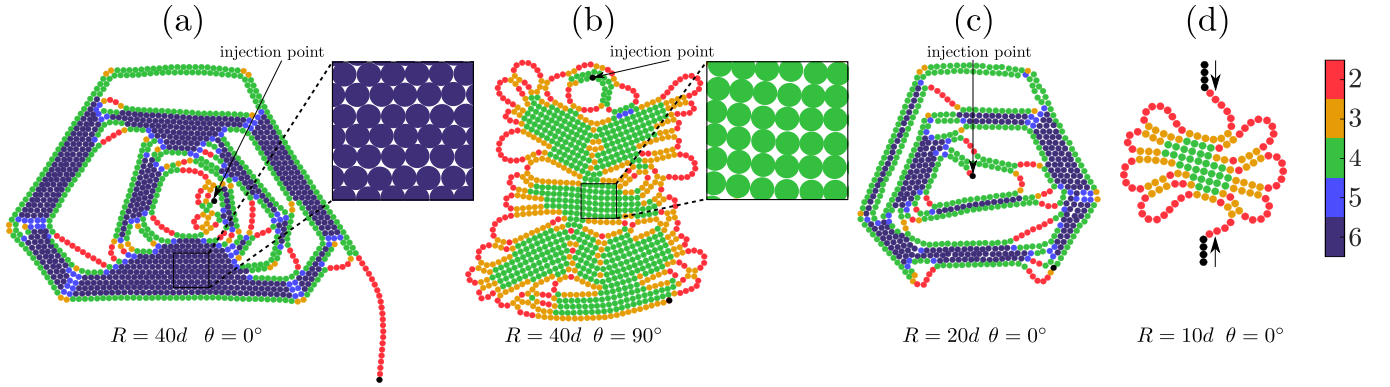 (a)
(b)
(c)
(d)
injection point
injection point
injection point
2
3
4
5
6
R = 40d θ = 0°
R = 40d θ = 90°
R = 20d θ = 0°
R = 10d θ = 0°